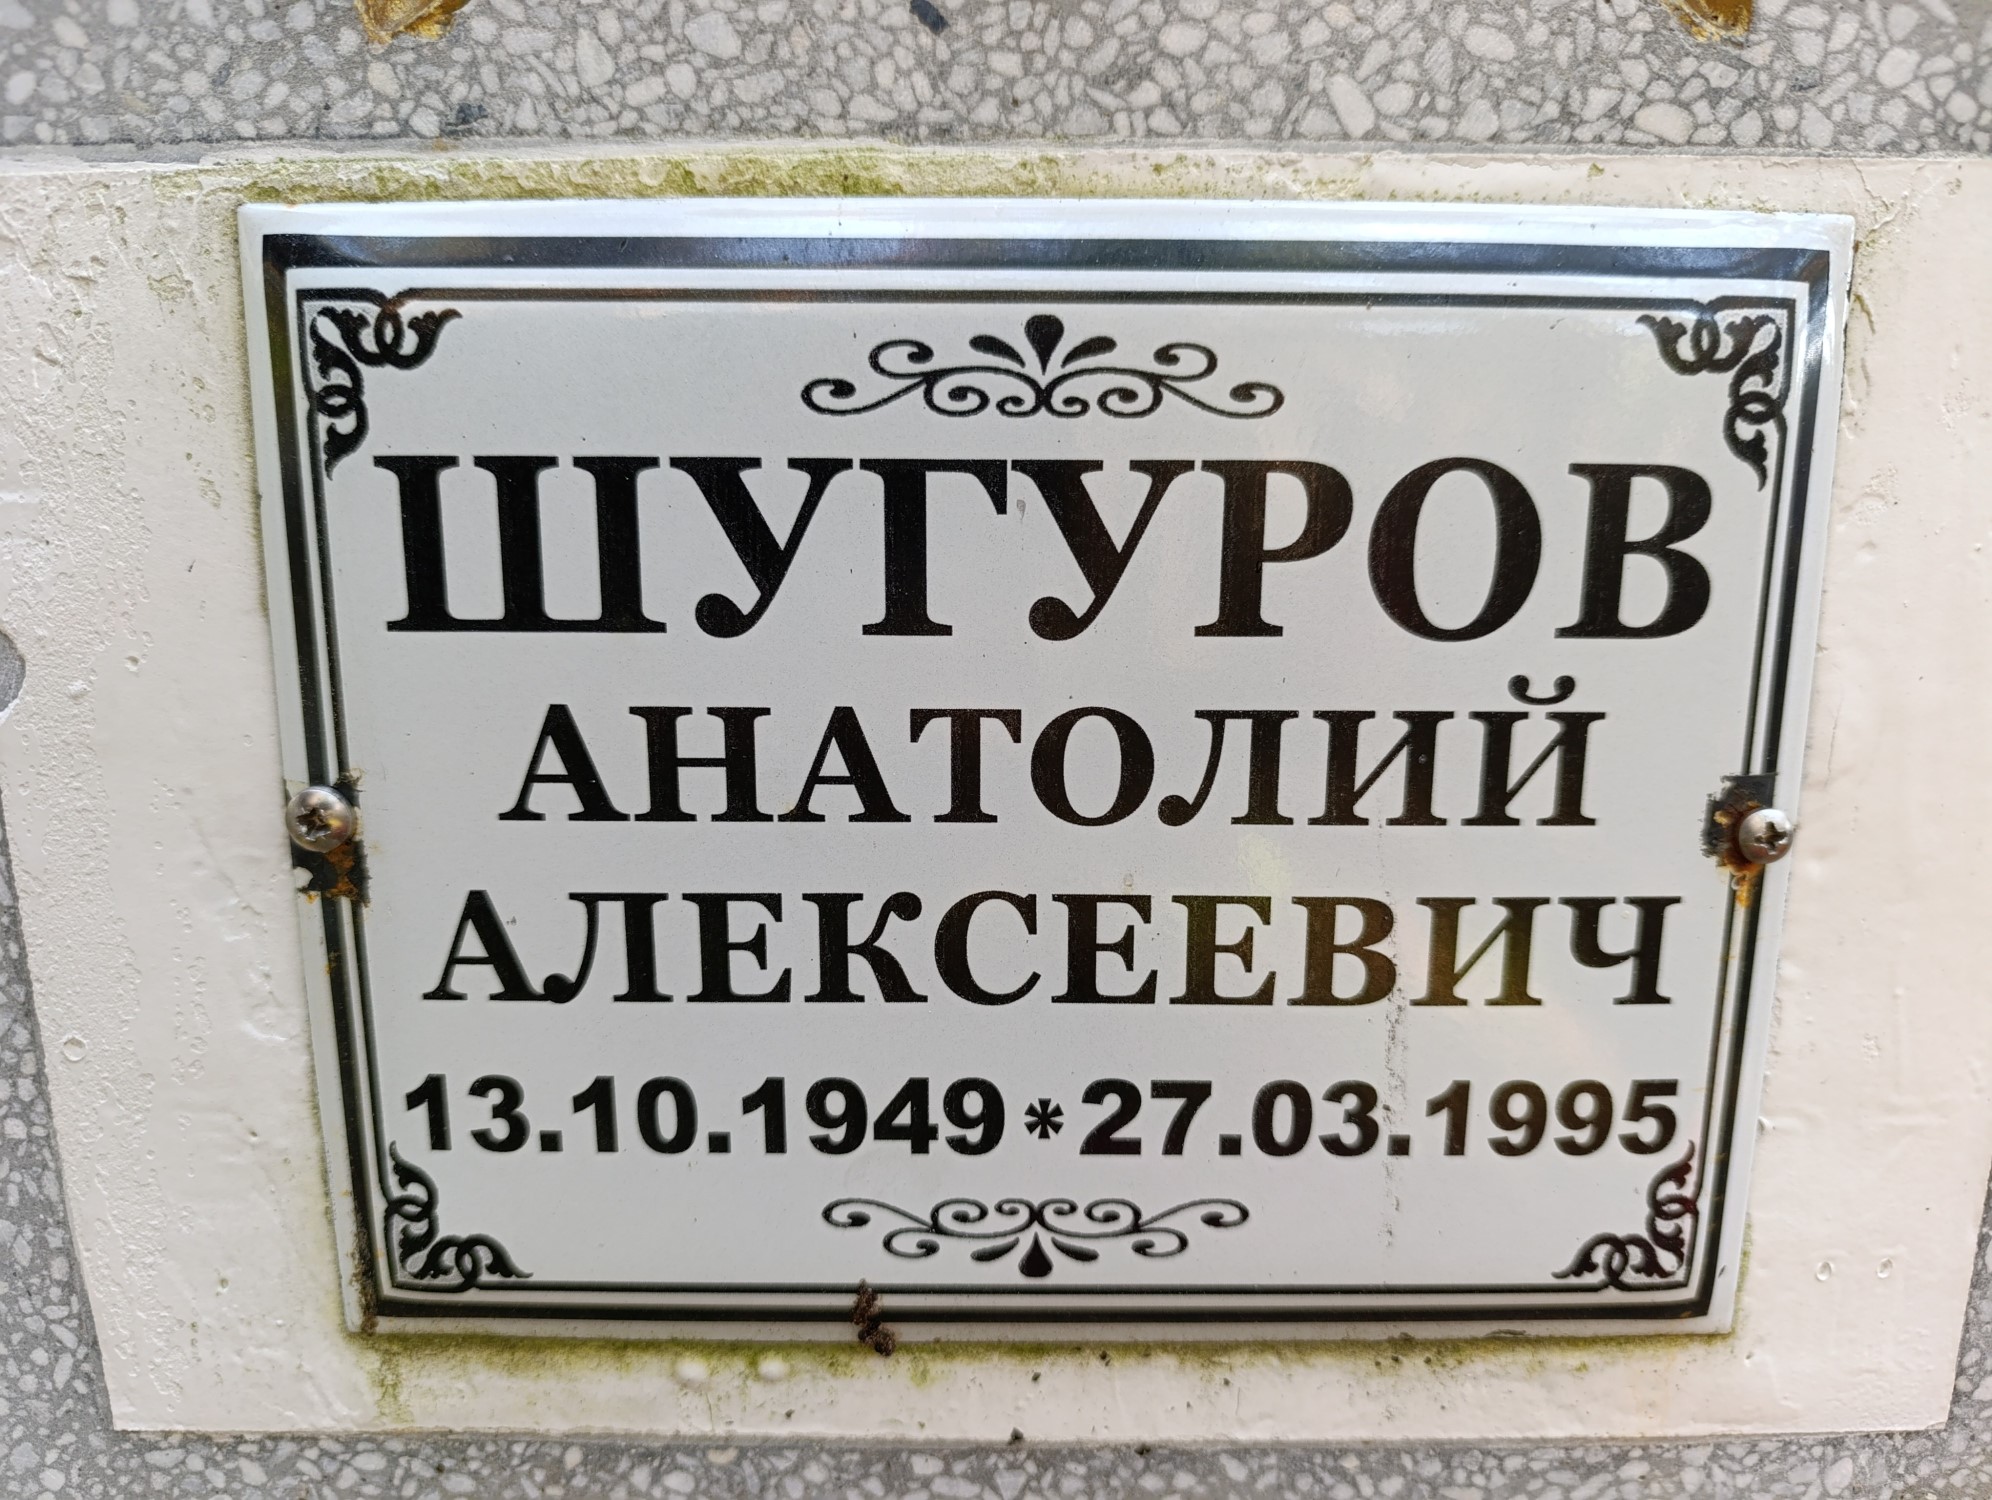 ШУГУРОВ
АНАТОЛИЙ
АЛЕКСЕЕВИЧ
13.10.1949*27.03.1995